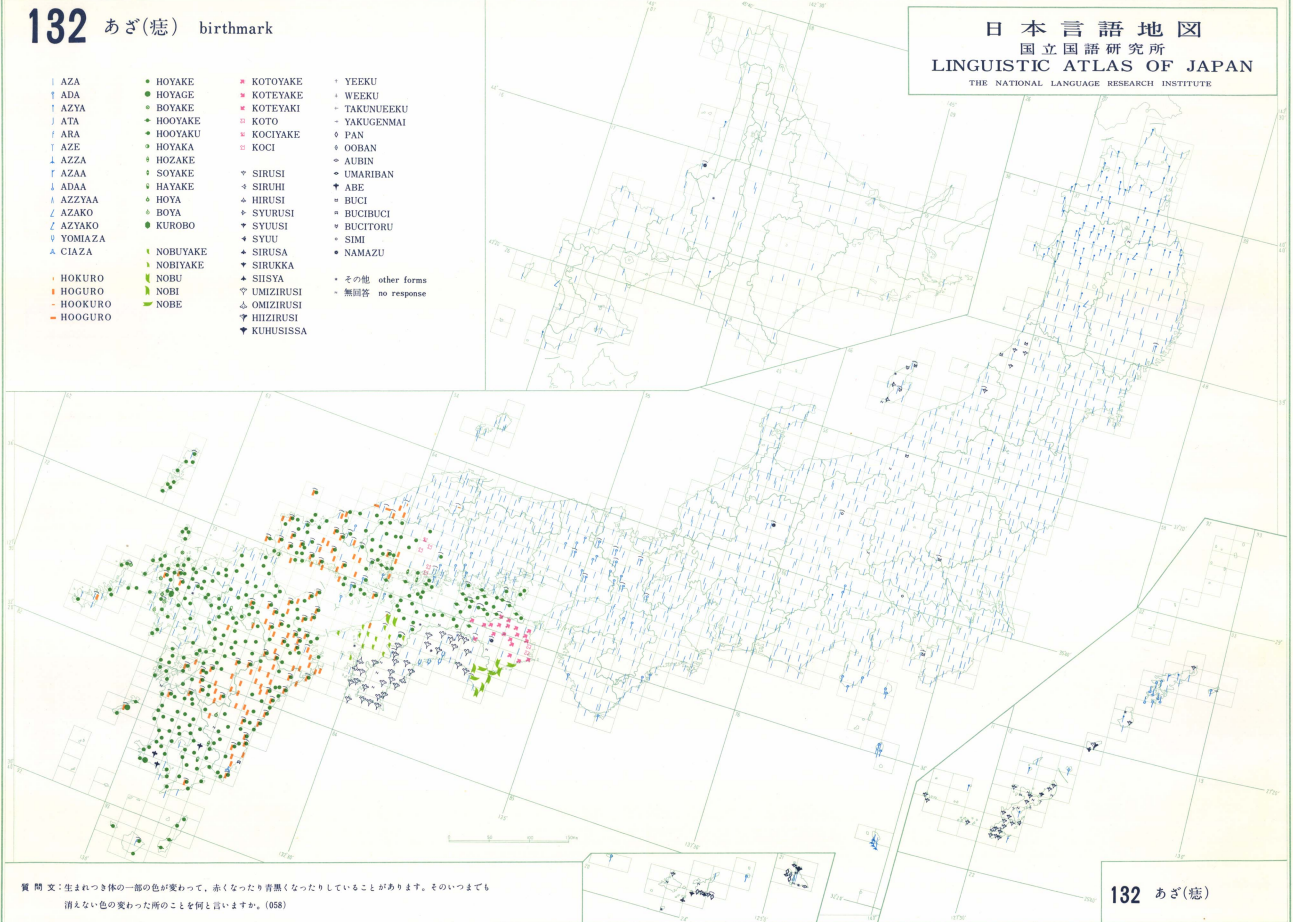 132 あざ(痣) birthmark
日本言語地図
国立国語研究所
LINGUISTIC ATLAS OF JAPAN
THE NATIONAL LANGUAGE RESEARCH INSTITUTE
AZA
ADA
AZYA
ATA
ARA
AZE
AZZA
AZAA
ADAA
AZZYAA
AZAKO
AZYAKO
YOMIAZA
CIAZA
HOKURO
HOGURO
HOOKURO
HOOGURO
HOYAKE
HOYAGE
BOYAKE
HOOYAKE
HOOYAKU
HOYAKA
HOZAKE
SOYAKE
HAYAKE
HOYA
BOYA
KUROBO
NOBUYAKE
NOBIYAKE
NOBU
NOBI
NOBE
KOTOYAKE
KOTEYAKE
KOTEYAKI
KOTO
KOCIYAKE
KOCI
SIRUSI
SIRUHI
HIRUSI
SYURUSI
SYUUSI
SYUU
SIRUSA
SIRUKKA
SIISYA
UMIZIRUSI
OMIZIRUSI
HIIZIRUSI
KUHUSISSA
YEEKU
WEEKU
TAKUNUEEKU
YAKUGENMAI
PAN
OOBAN
AUBIN
UMARIBAN
ABE
BUCI
BUCIBUCI
BUCITORU
SIMI
NAMAZU
その他 other forms
無回答 no response
質問文:生まれつき体の一部の色が変わって,赤くなったり青黒くなったりしていることがあります。そのいつまでも
消えない色の変わった所のことを何と言いますか。(058)
132 あざ(痣)